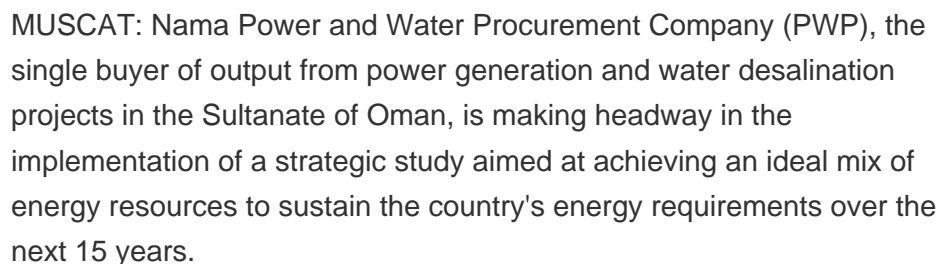 MUSCAT: Nama Power and Water Procurement Company (PWP), the
single buyer of output from power generation and water desalination
projects in the Sultanate of Oman, is making headway in the
implementation of a strategic study aimed at achieving an ideal mix of
energy resources to sustain the country's energy requirements over the
next 15 years.